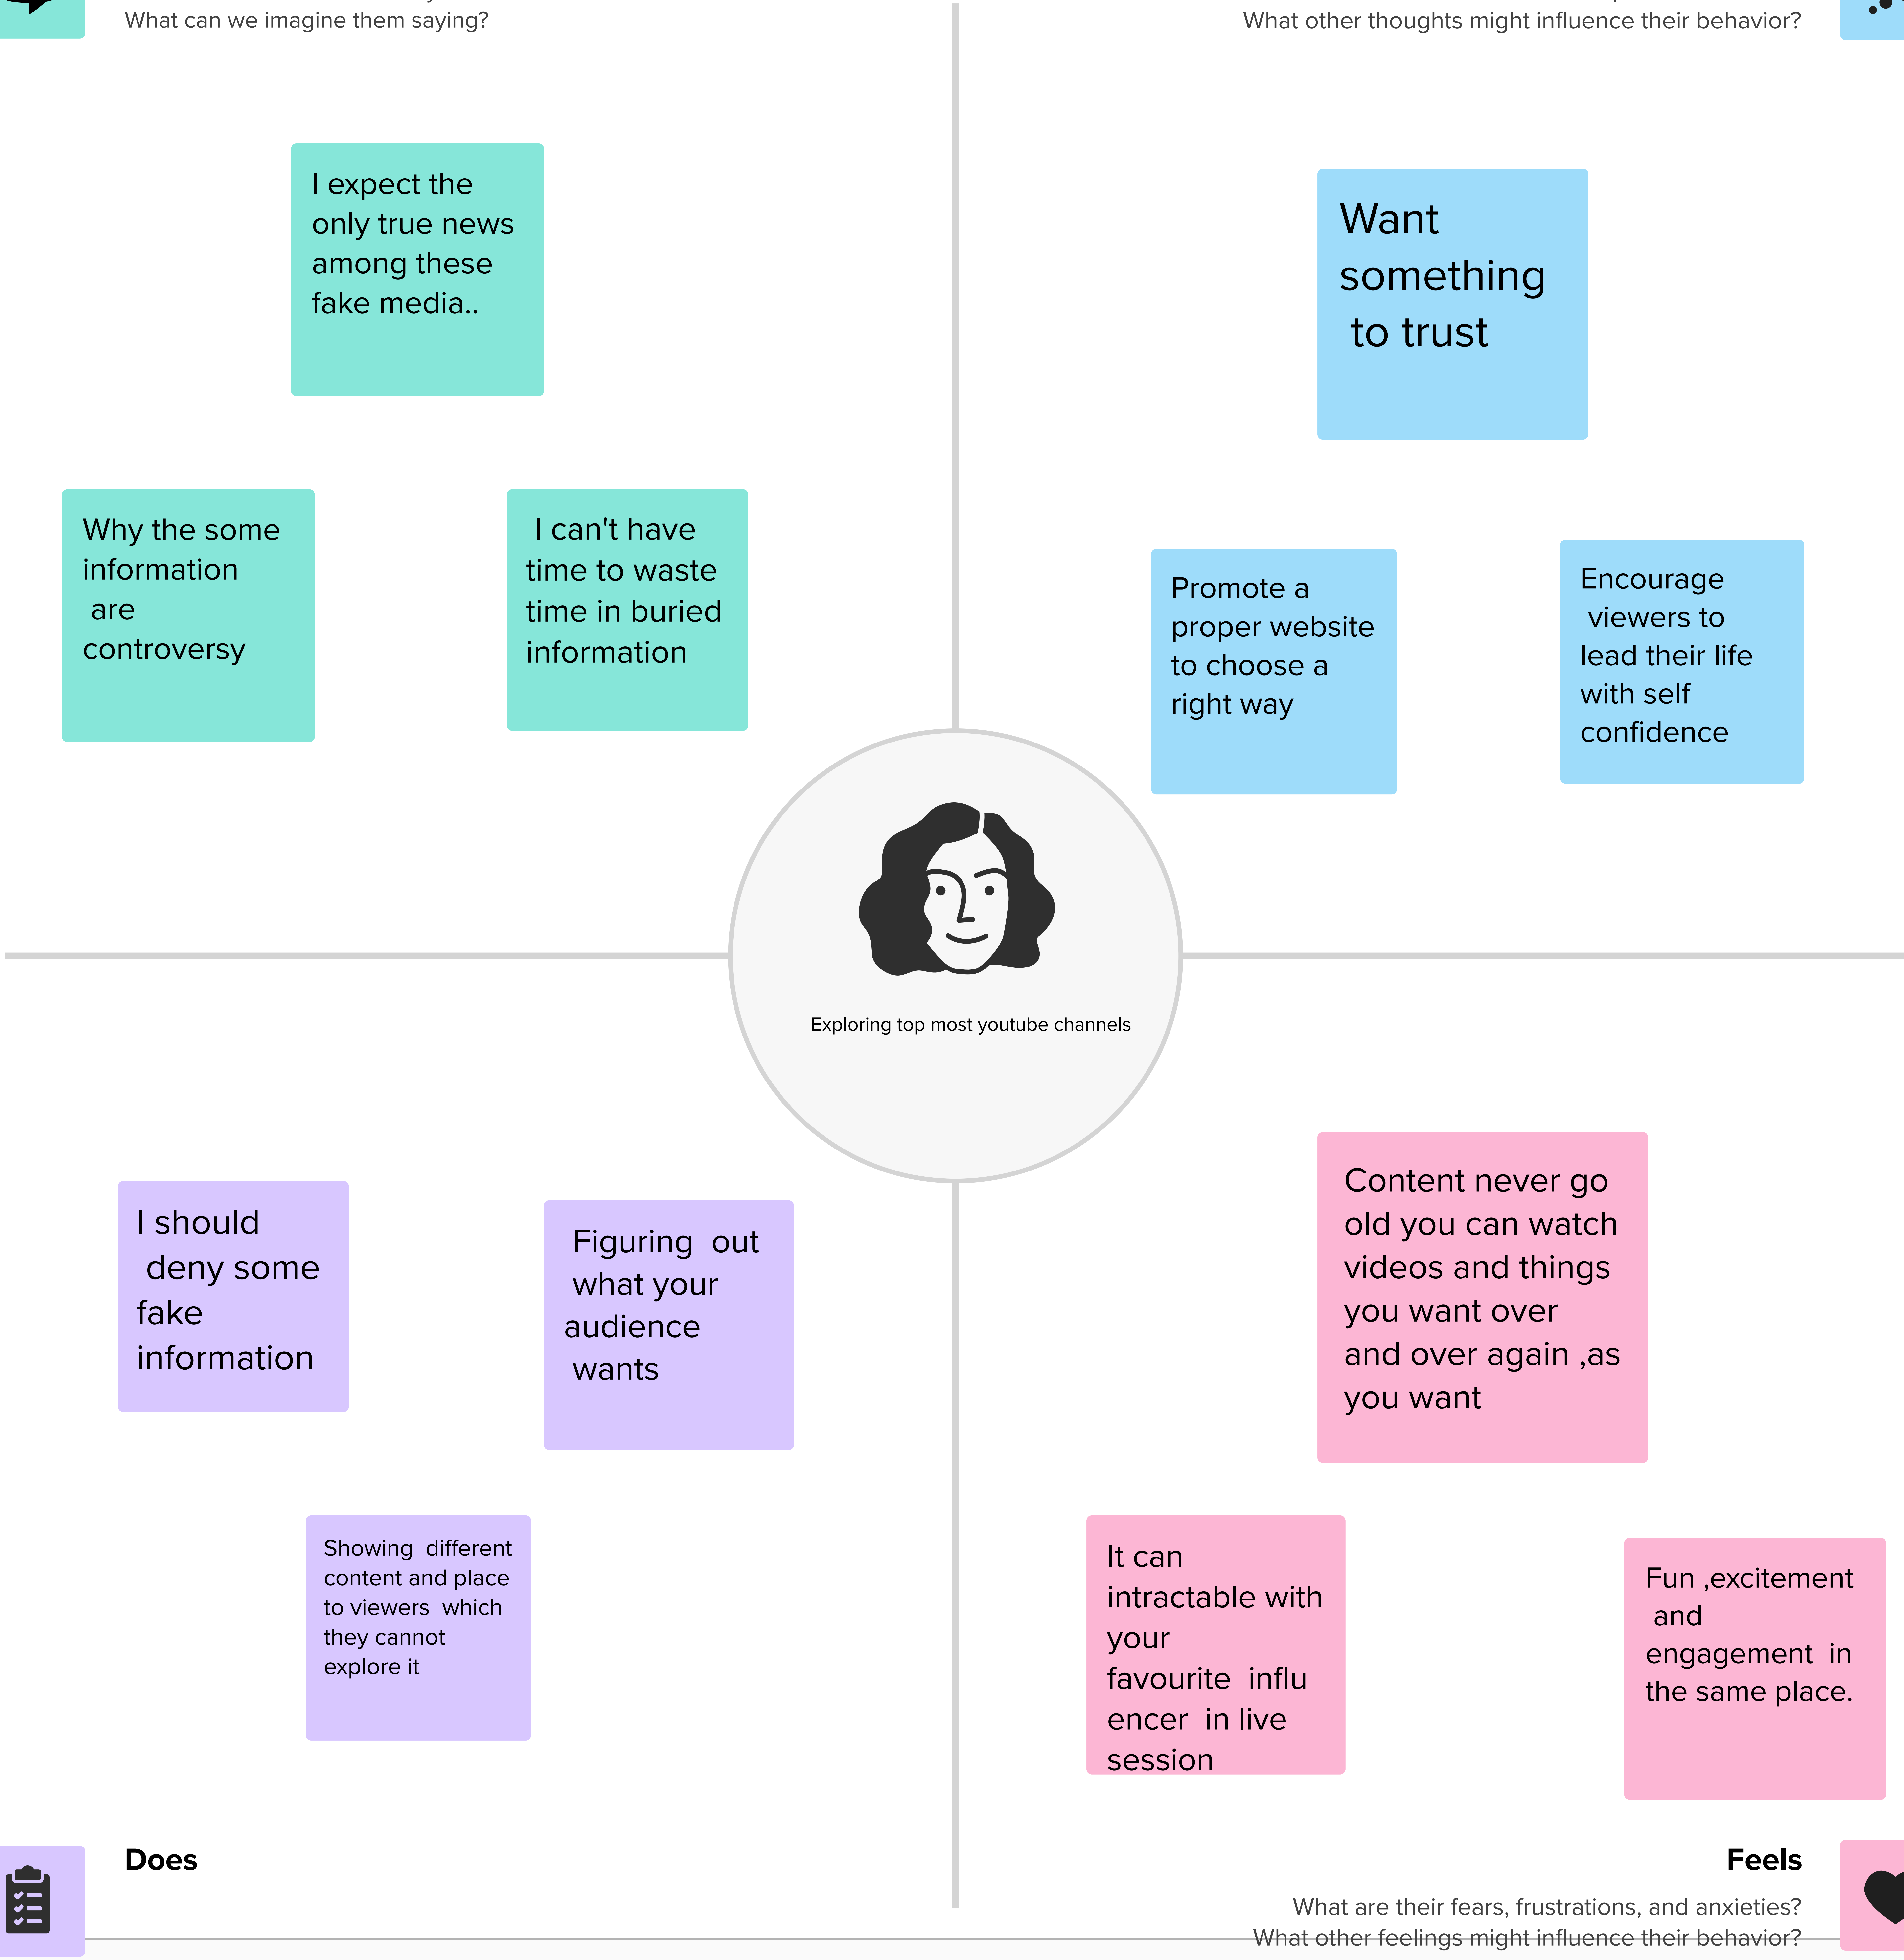 What can we imagine them saying?
What other thoughts might influence their behavior?
I expect the
only true news
among these
fake media..
Want
something
to trust
Why the some
information
are
controversy
I can't have
time to waste
time in buried
information
Promote a
proper website
to choose a
right way
Encourage
viewers to
lead their life
with self
confidence
Exploring top most youtube channels
I should
deny some
fake
information
Figuring out
what your
audience
wants
Showing different
content and place
to viewers which
they cannot
explore it
Content never go
old you can watch
videos and things
you want over
and over again ,as
you want
It can
intractable with
your
favourite influ
encer in live
session
Fun ,excitement
and
engagement in
the same place.
Does
Feels
What are their fears, frustrations, and anxieties?
What other feelings might influence their behavior?